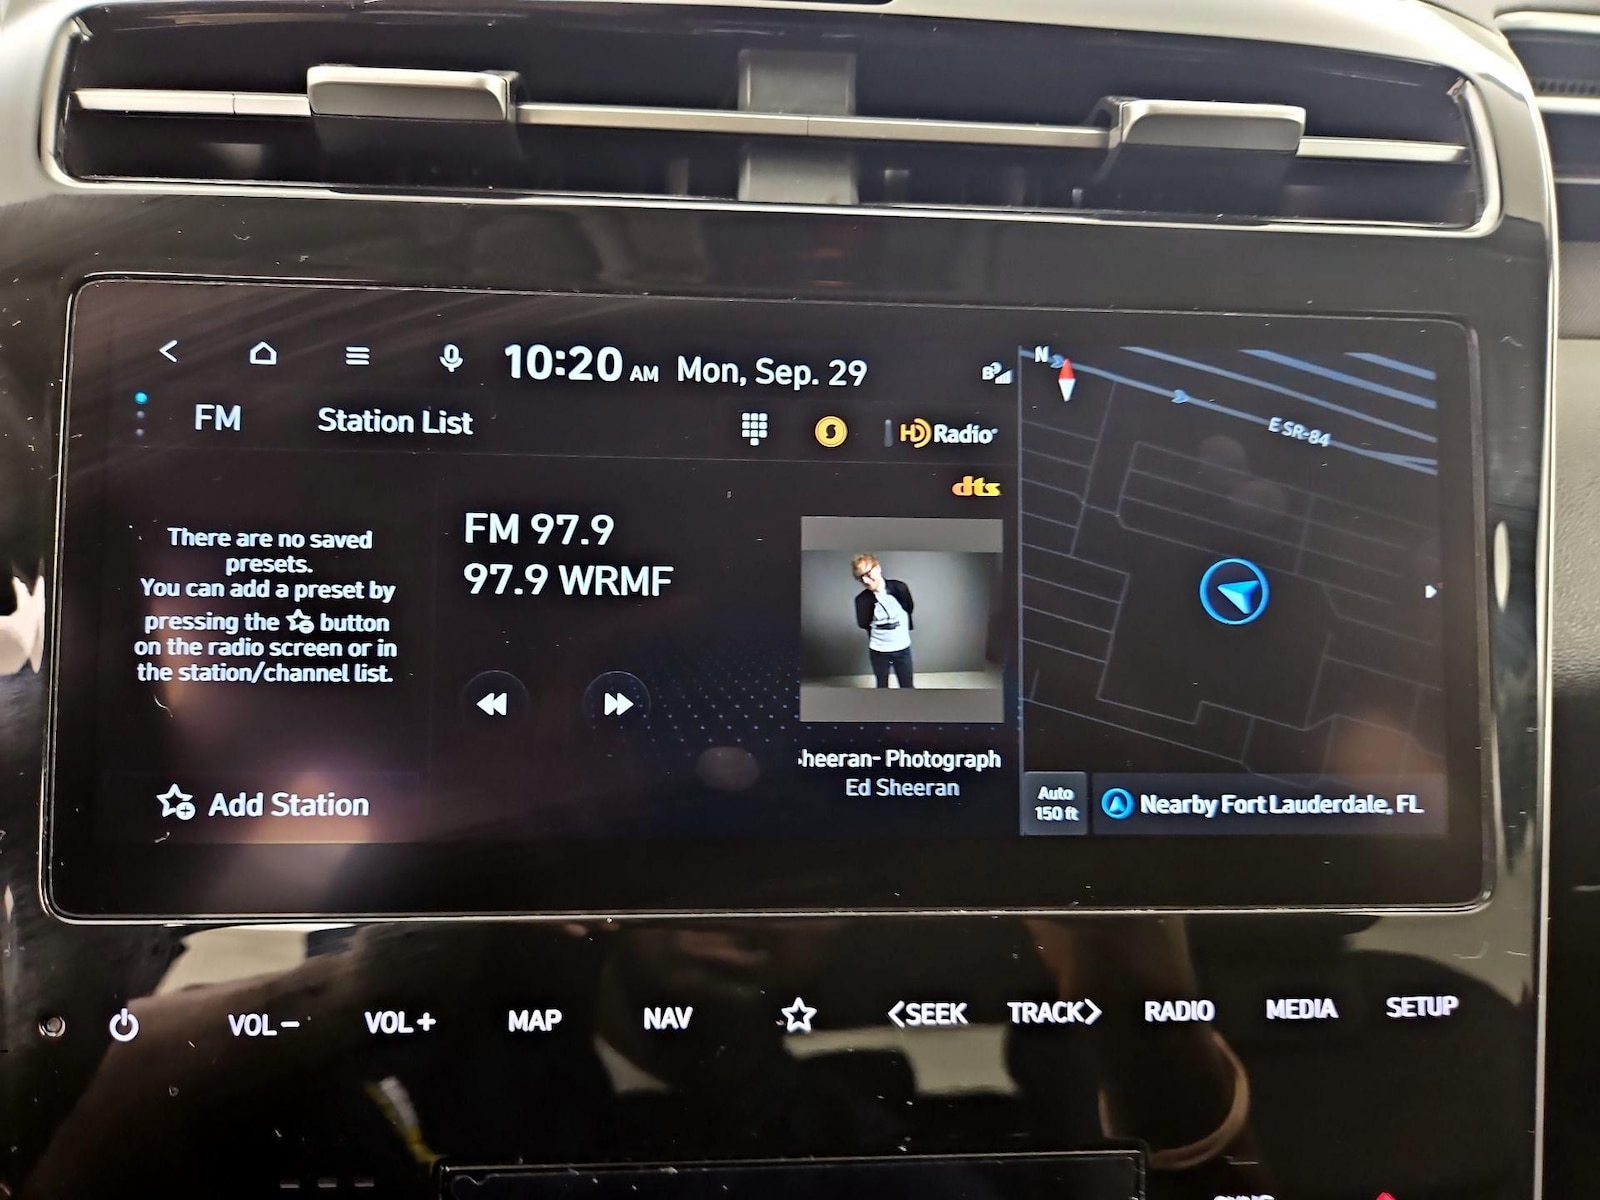 10:20 AM Mon, Sep. 29
FM
Station List
HD Radio
dts
There are no saved
presets.
You can add a preset by
pressing the button
on the radio screen or in
the station/channel list.
Add Station
FM 97.9
97.9 WRMF
heeran- Photograph
Ed Sheeran
N
E SR-84
Auto
150 ft
Nearby Fort Lauderdale, FL
VOL− VOL+ MAP NAV <SEEK TRACK> RADIO MEDIA SETUP
SYNC